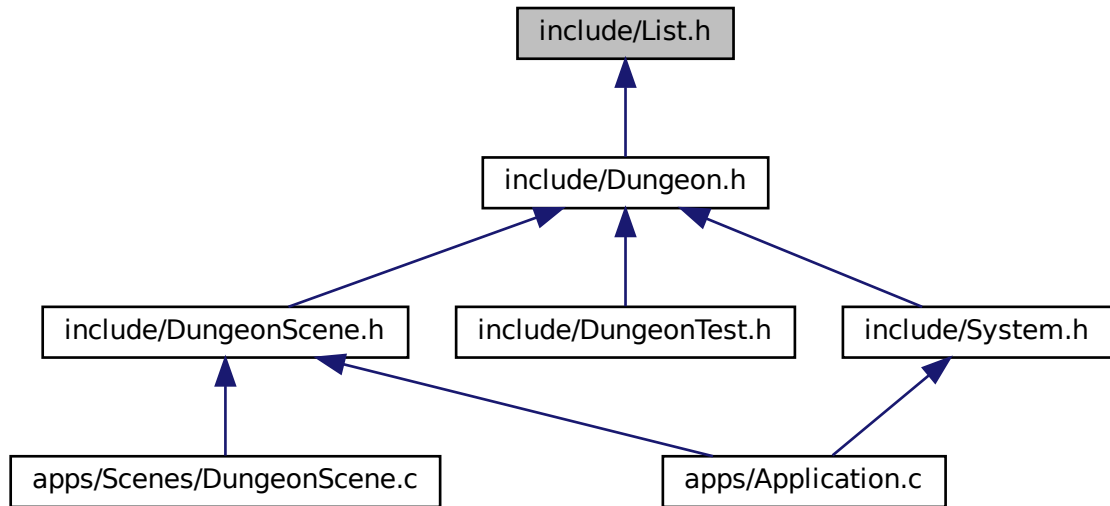 include/List.h
include/Dungeon.h
include/DungeonScene.h
include/DungeonTest.h
include/System.h
apps/Scenes/DungeonScene.c
apps/Application.c